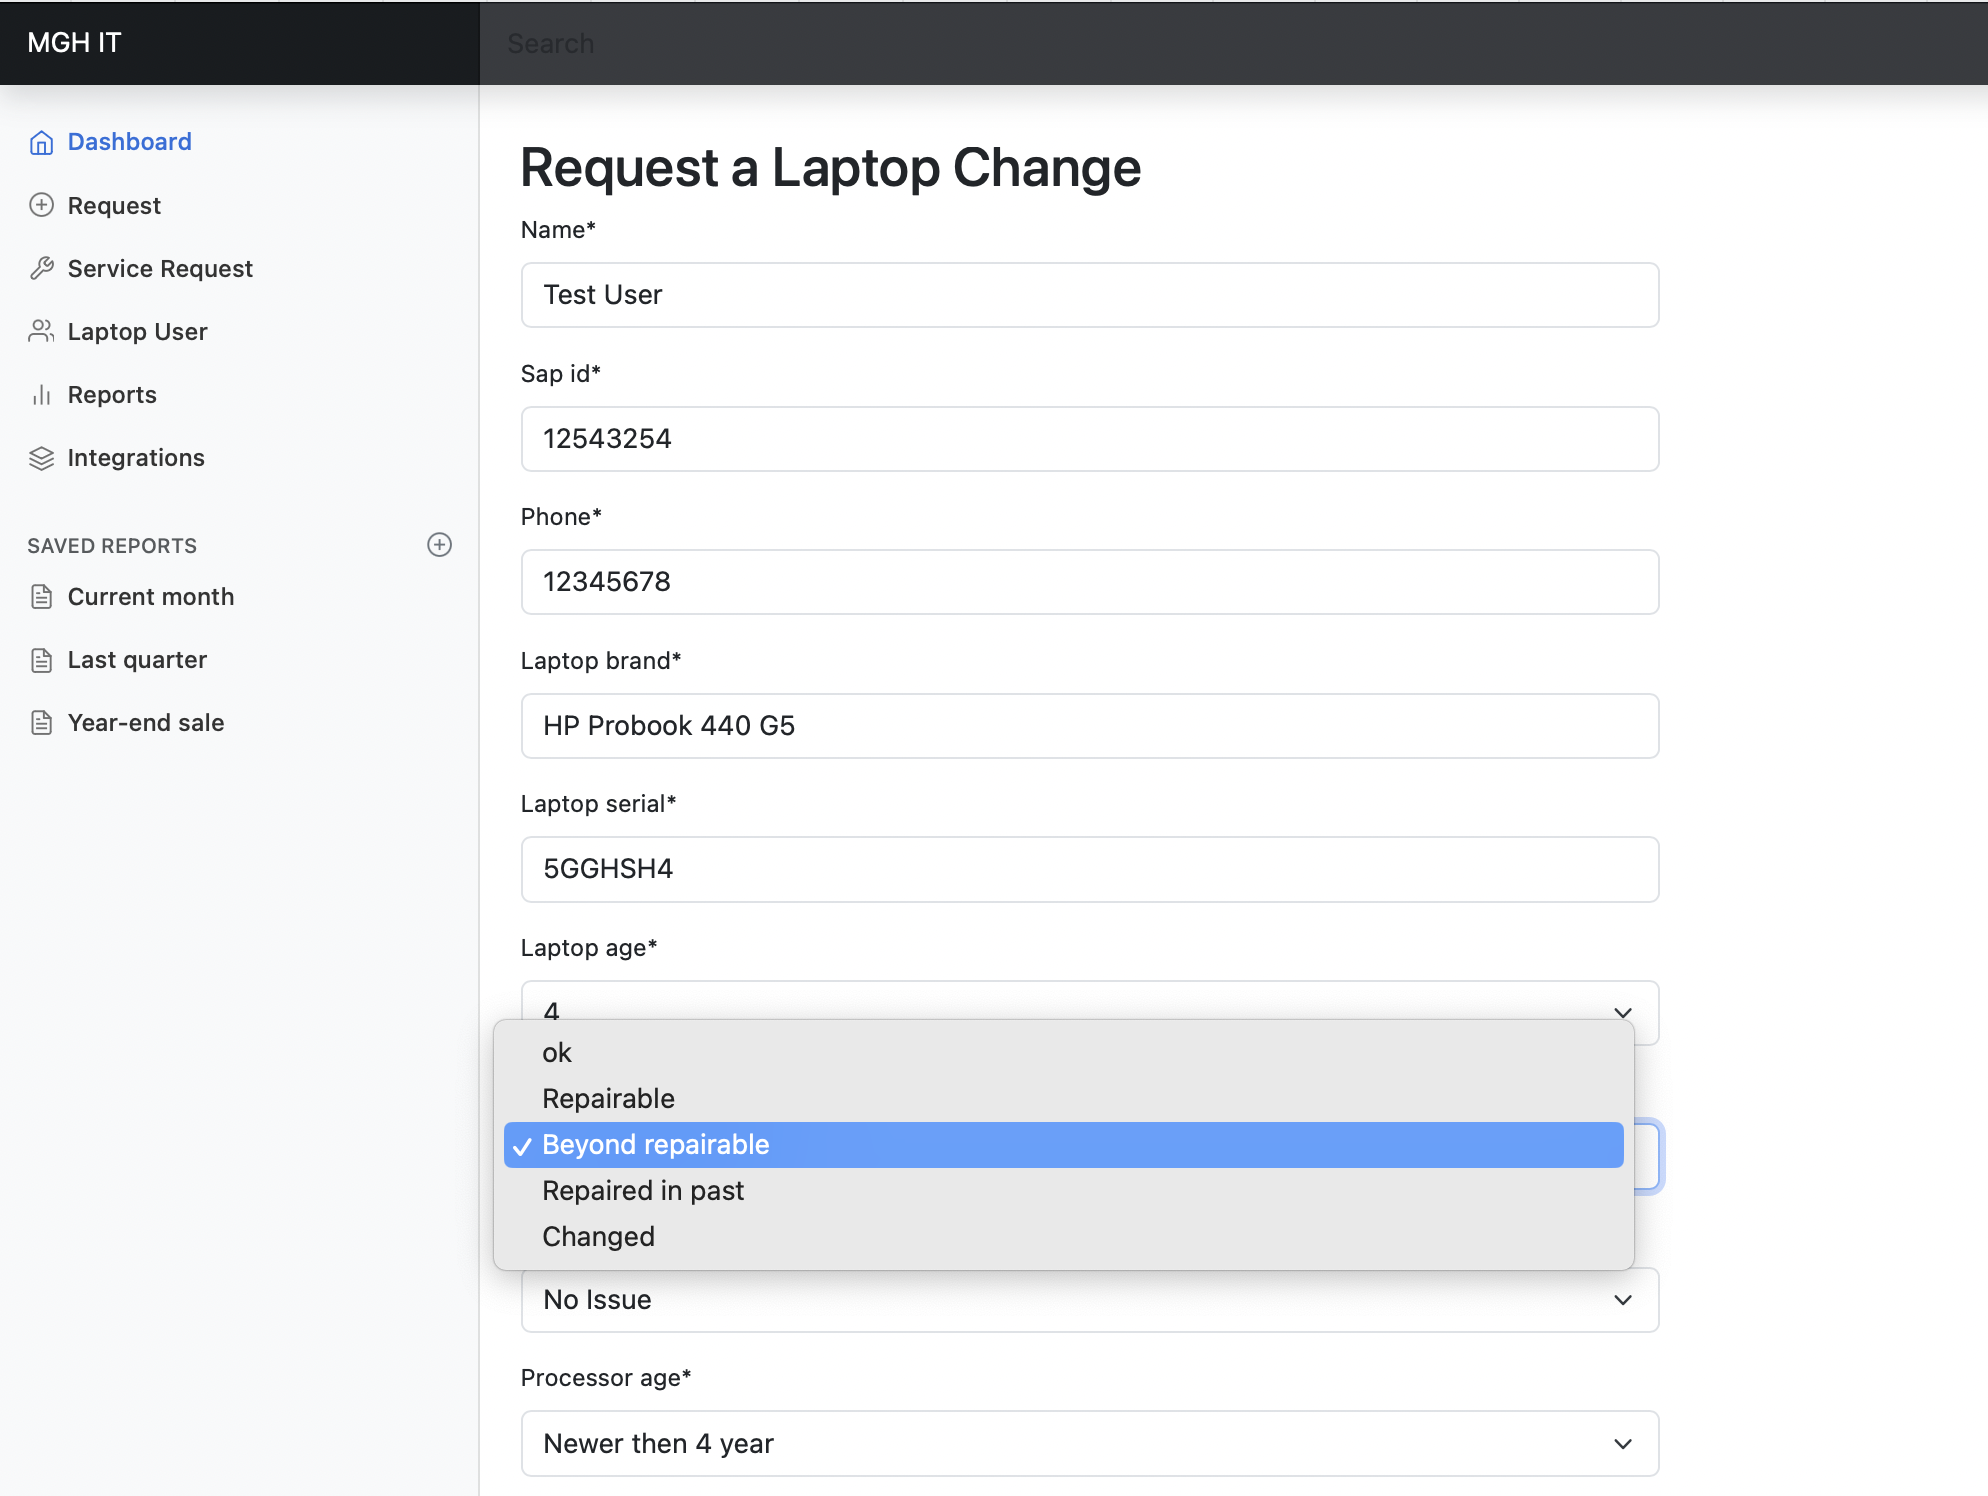 MGH IT
Search
Dashboard
Request
Service Request
Laptop User
Reports
Integrations
SAVED REPORTS
Current month
Last quarter
Year-end sale
Request a Laptop Change
Name*
Test User
Sap id*
12543254
Phone*
12345678
Laptop brand*
HP Probook 440 G5
Laptop serial*
5GGHSH4
Laptop age*
4
ok
Repairable
Beyond repairable
Repaired in past
Changed
No Issue
Processor age*
Newer then 4 year